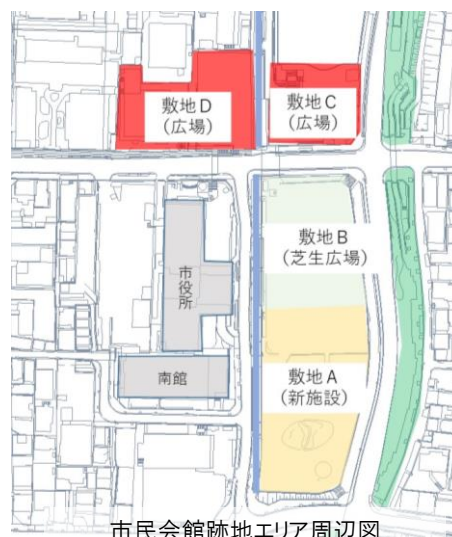 敷地D
(広場)
敷地C
(広場)
敷地B
(芝生広場)
市役所
南館
敷地A
(新施設)
市民会館跡地エリア周辺図